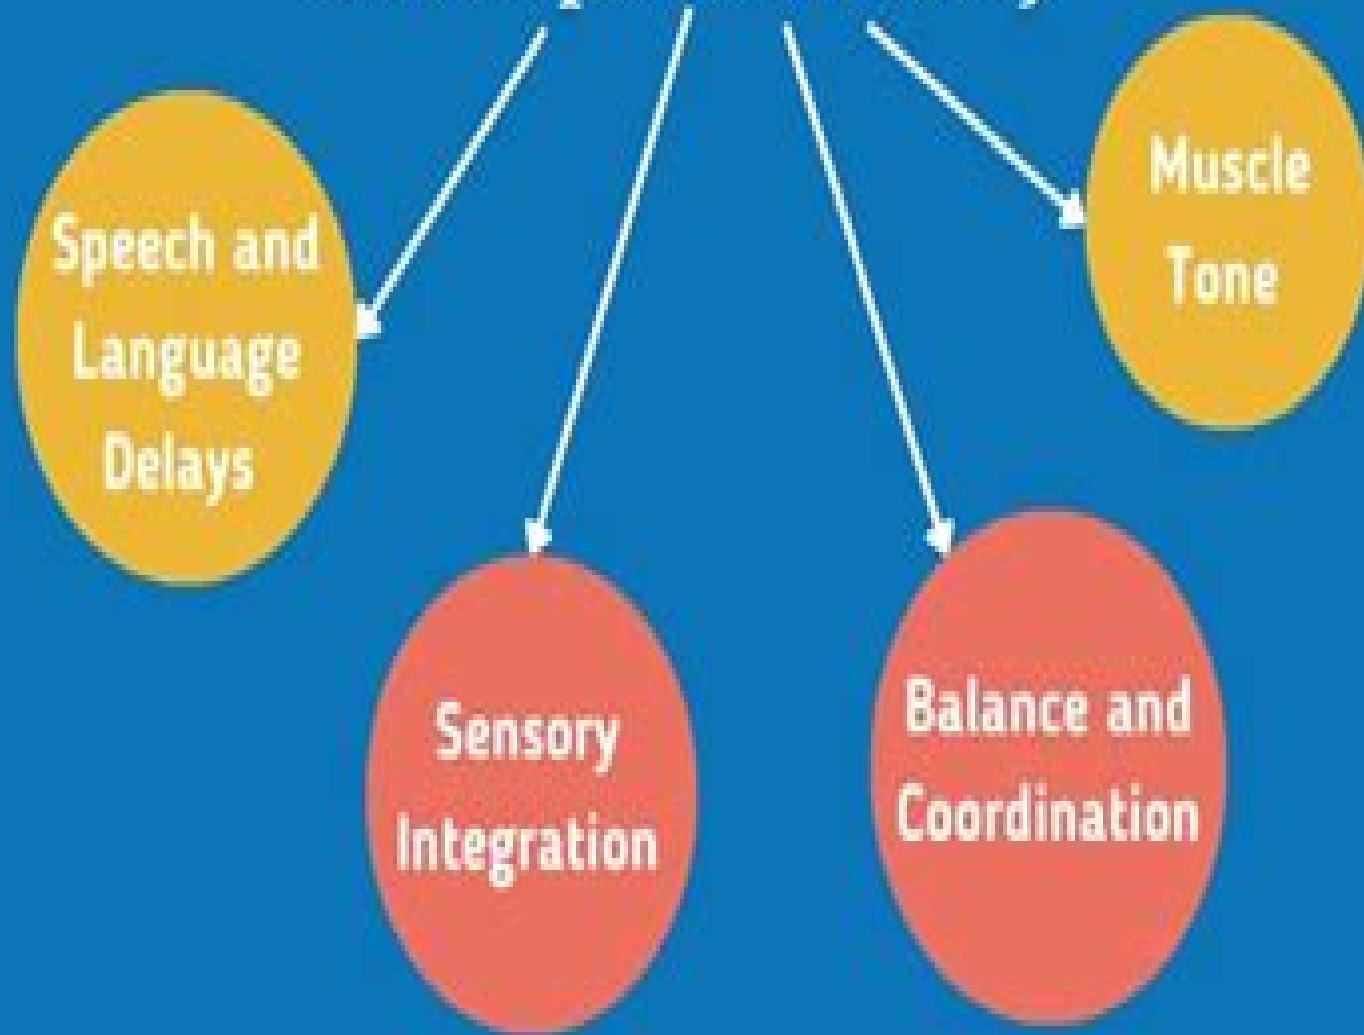 Speech and
Language
Delays
Muscle
Tone
Sensory
Integration
Balance and
Coordination